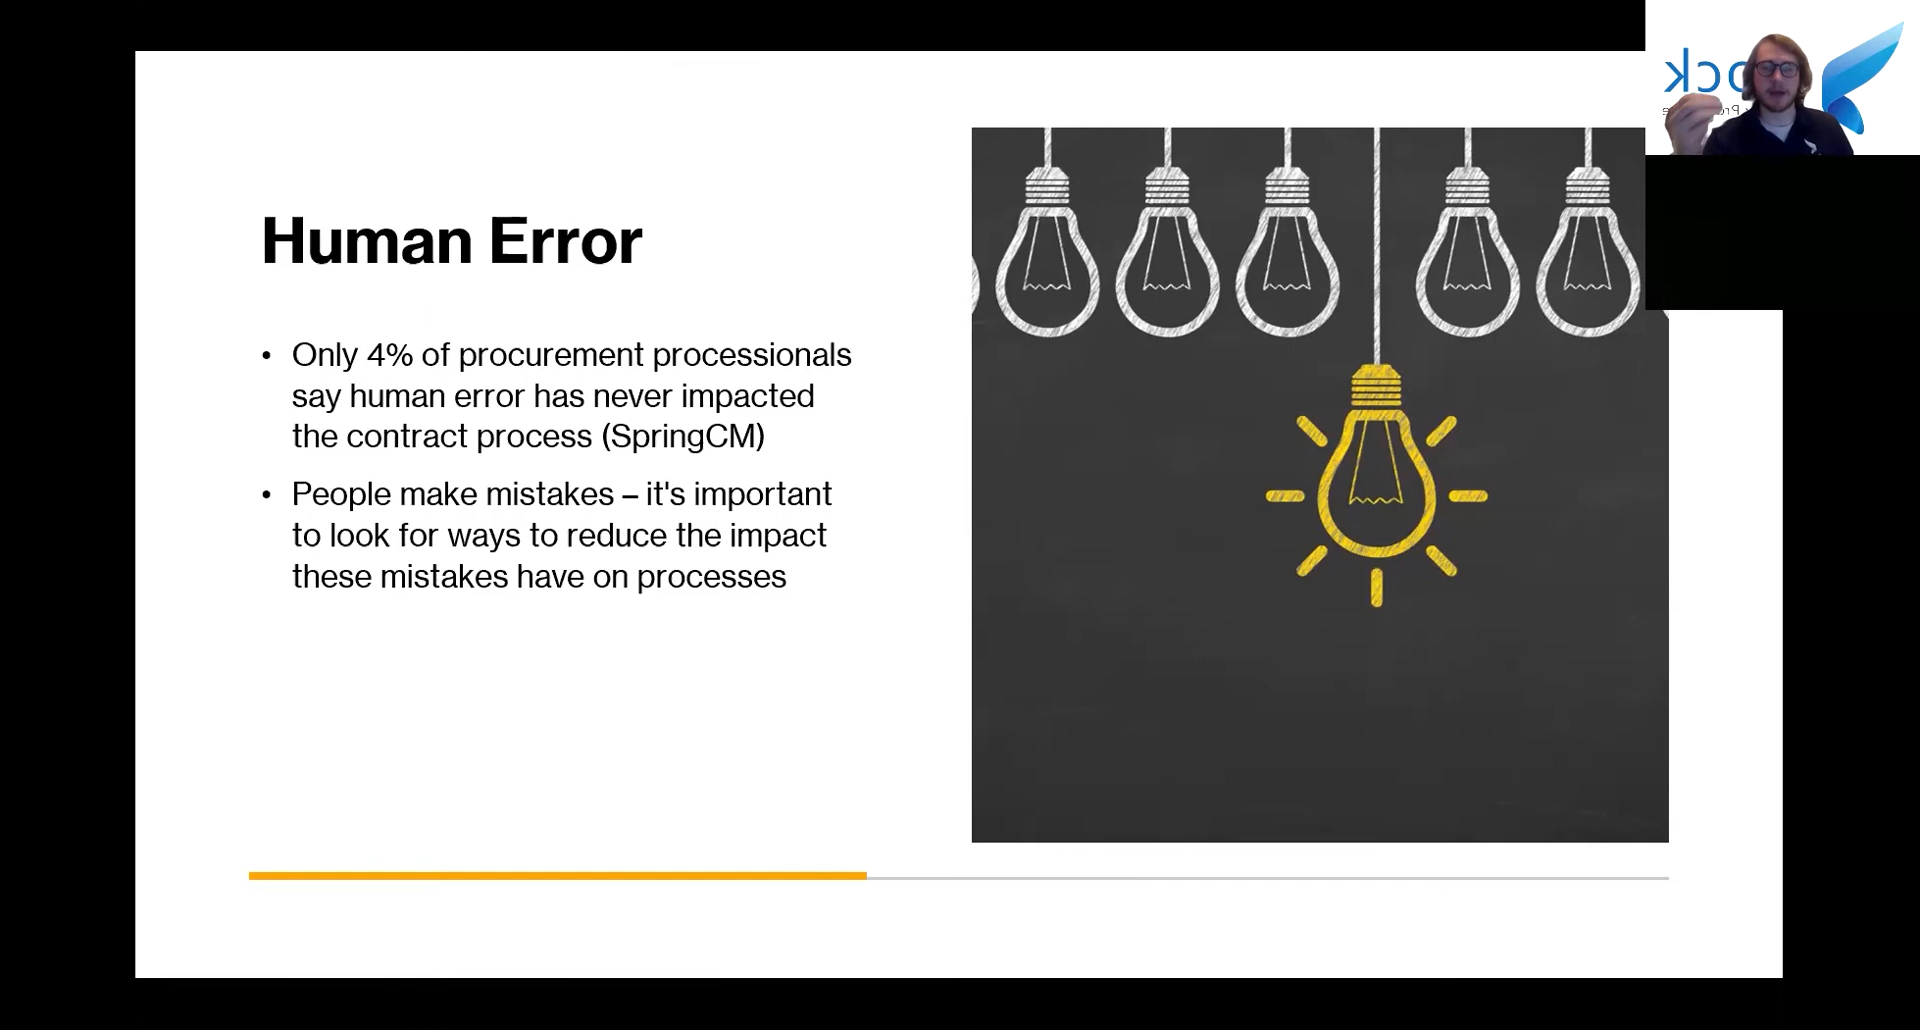 Human Error
• Only 4% of procurement processionals
say human error has never impacted
the contract process (SpringCM)
• People make mistakes – it's important
to look for ways to reduce the impact
these mistakes have on processes